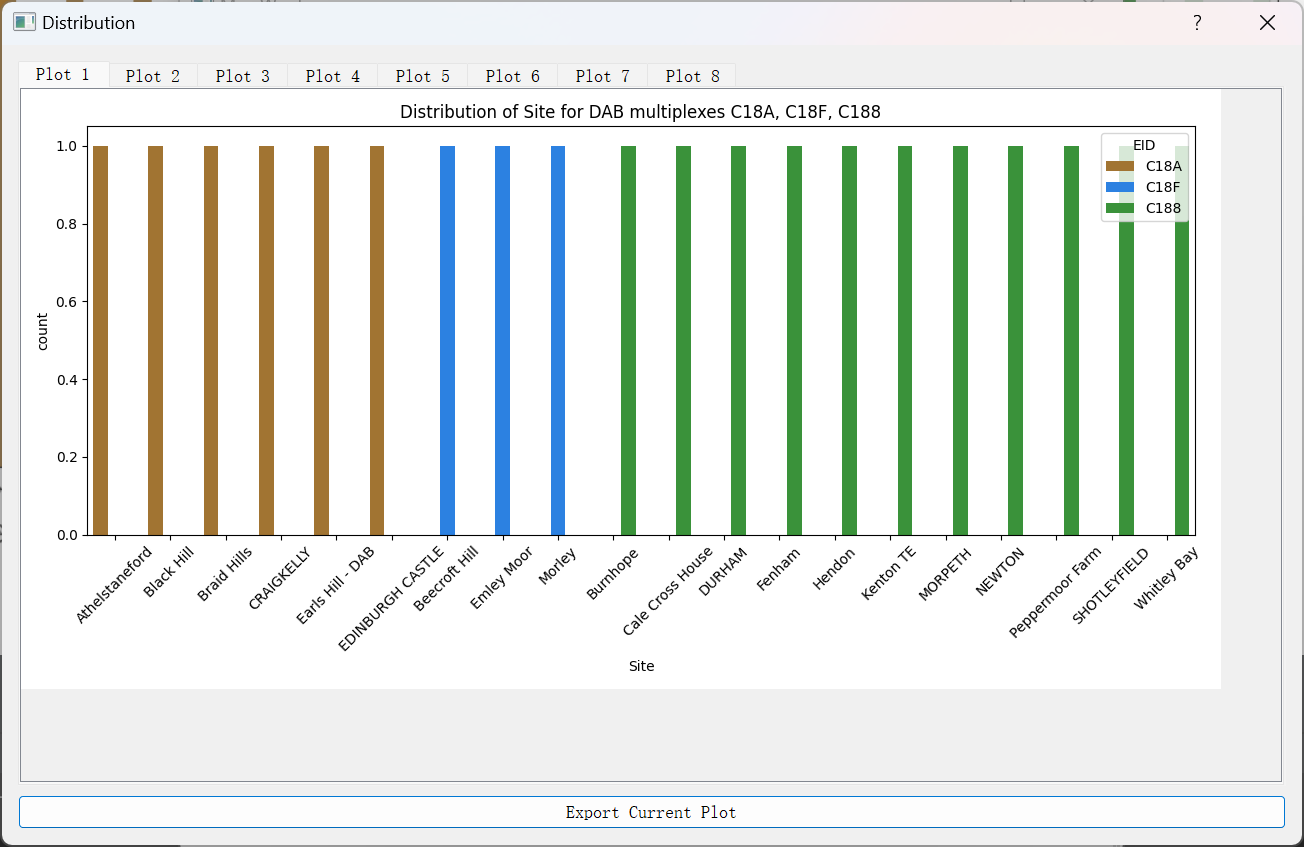 Distribution
?
Plot 1 Plot 2 Plot 3 Plot 4 Plot 5 Plot 6 Plot 7 Plot 8
Distribution of Site for DAB multiplexes C18A, C18F, C188
EID
C18A
C18F
C188
1.0
0.8
0.6
0.4
0.2
0.0
count
Athelstaneford
Black Hill
Braid Hills
CRAIGKELLY
Earls Hill - DAB
EDINBURGH CASTLE
Beecroft Hill
Emley Moor
Morley
Burnhope
Cale Cross House
DURHAM
Fenham
Hendon
Kenton TE
MORPETH
NEWTON
Peppermoor Farm
SHOTLEYFIELD
Whitley Bay
Site
Export Current Plot